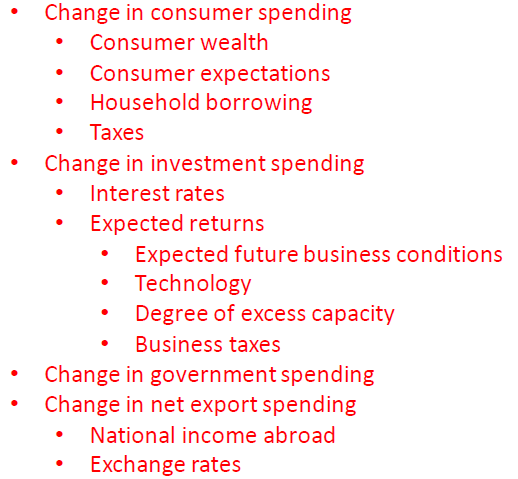 • Change in consumer spending
• Consumer wealth
• Consumer expectations
• Household borrowing
• Taxes
• Change in investment spending
• Interest rates
• Expected returns
• Expected future business conditions
• Technology
• Degree of excess capacity
• Business taxes
• Change in government spending
• Change in net export spending
• National income abroad
• Exchange rates